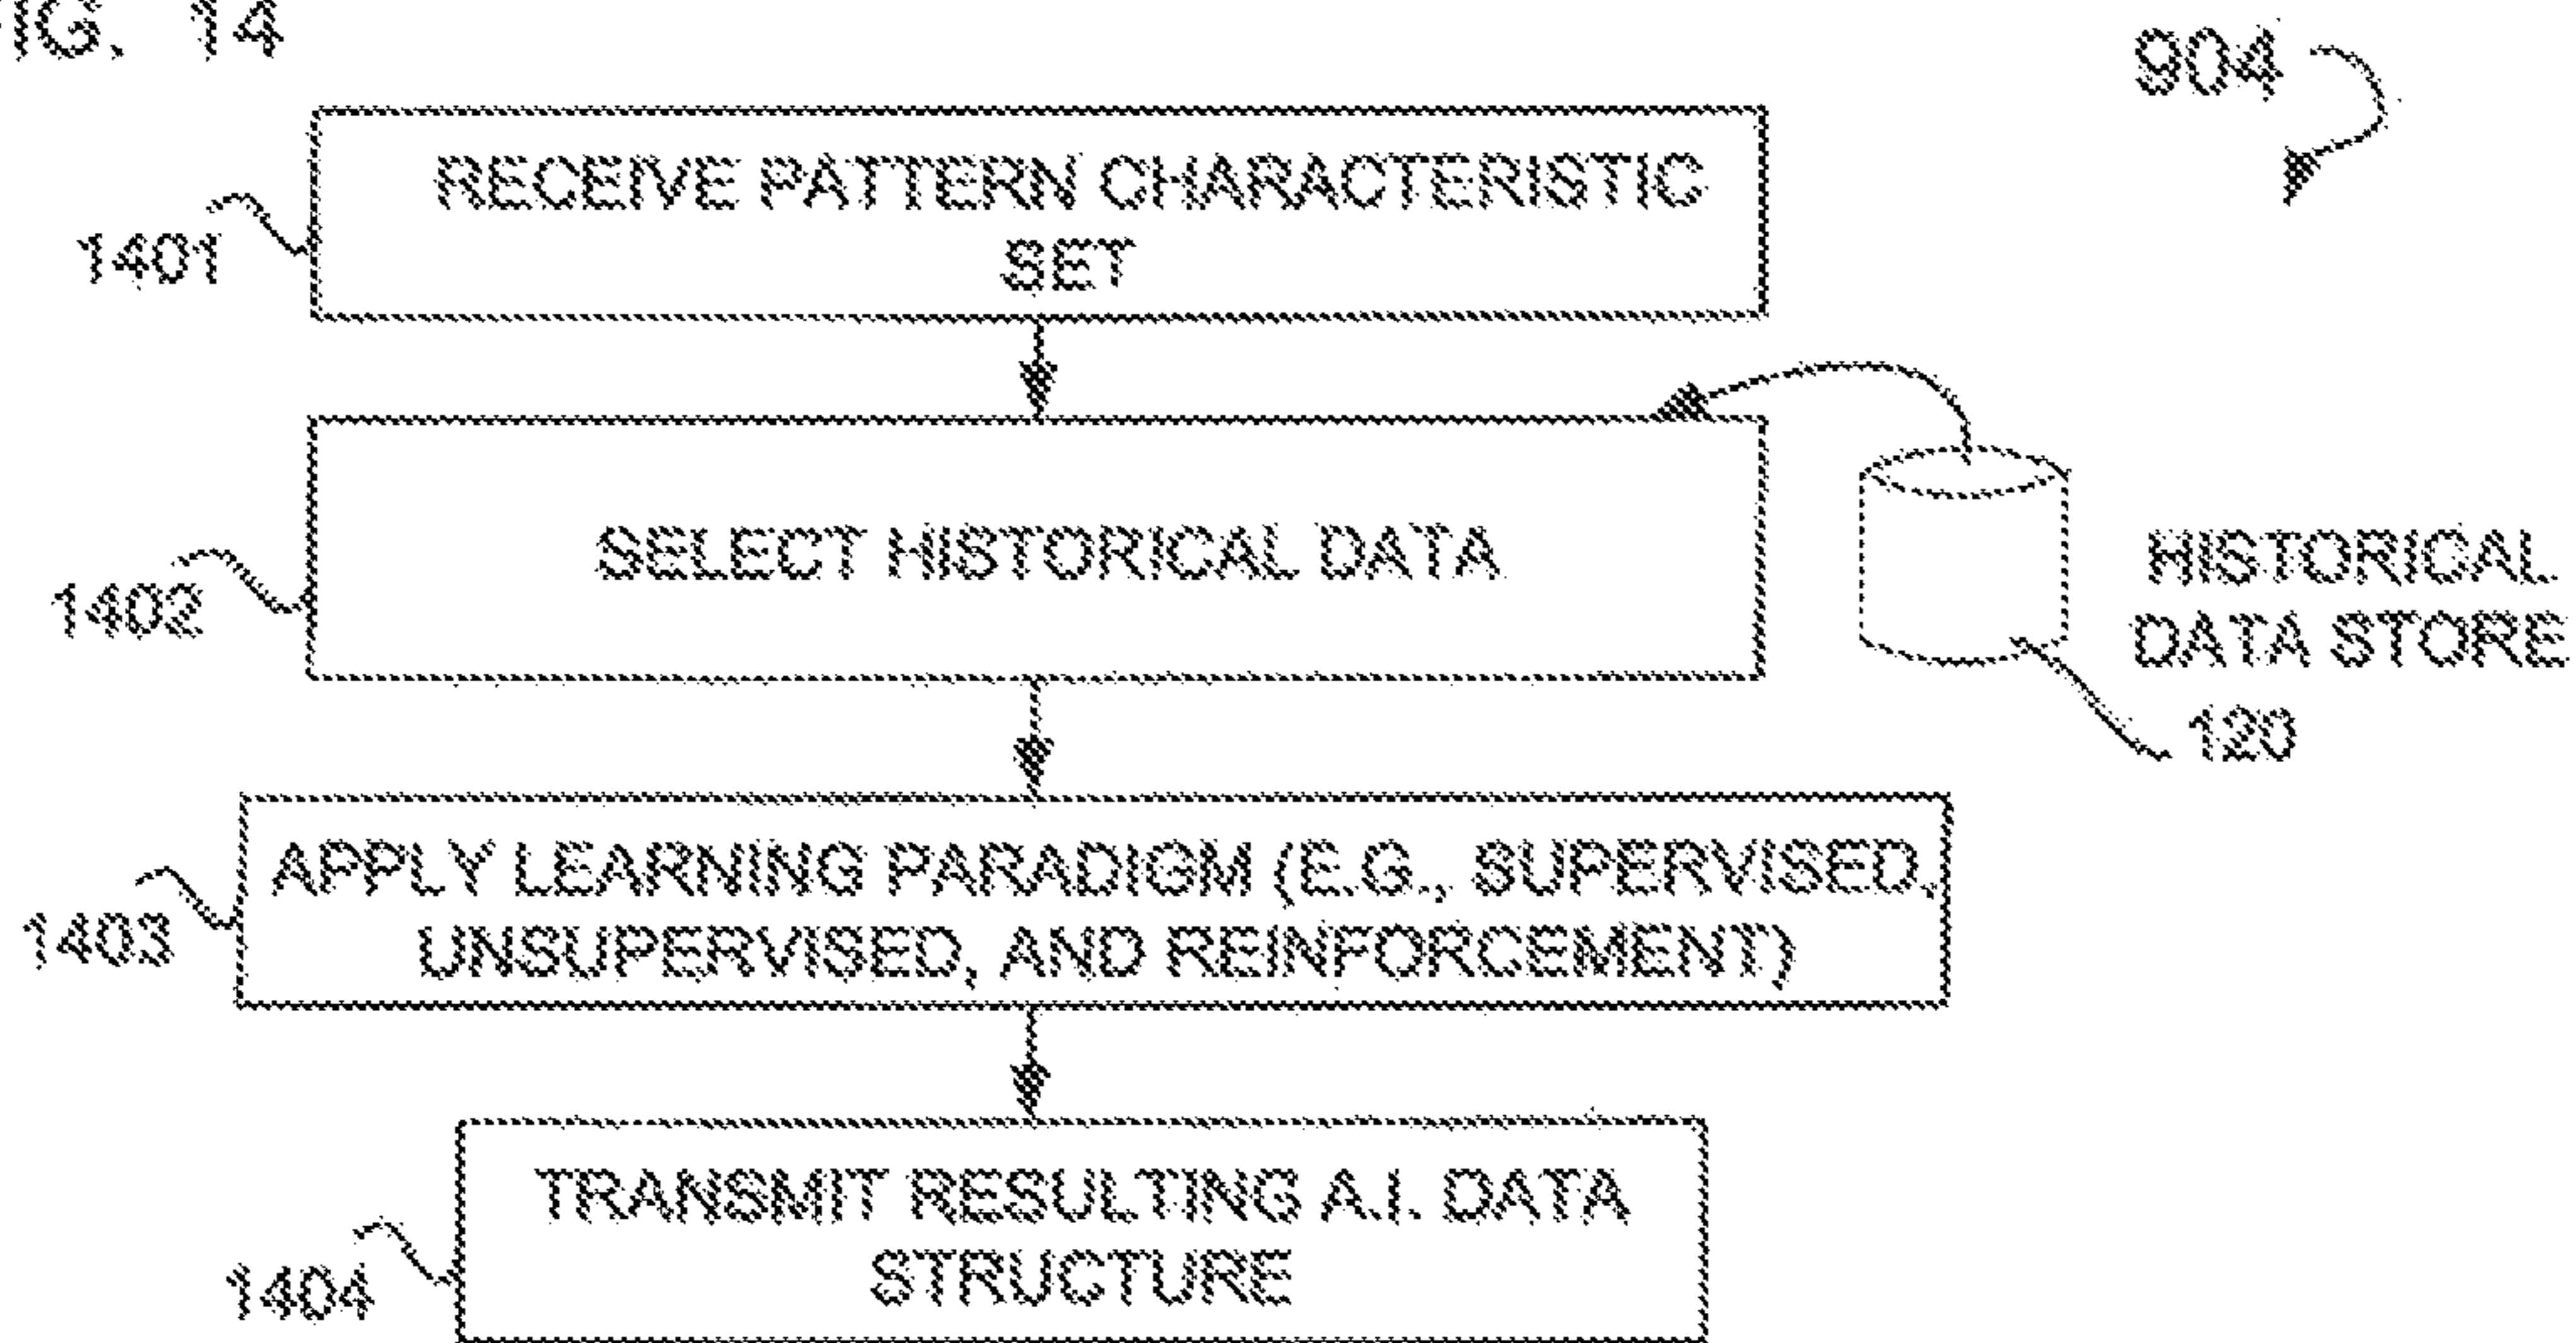 FIG. 14
904
RECEIVE PATTERN CHARACTERISTIC
SET
1401
SELECT HISTORICAL DATA
1402
HISTORICAL
DATA STORE
120
APPLY LEARNING PARADIGM (E.G., SUPERVISED,
UNSUPERVISED, AND REINFORCEMENT)
1403
TRANSMIT RESULTING A.I. DATA
STRUCTURE
1404